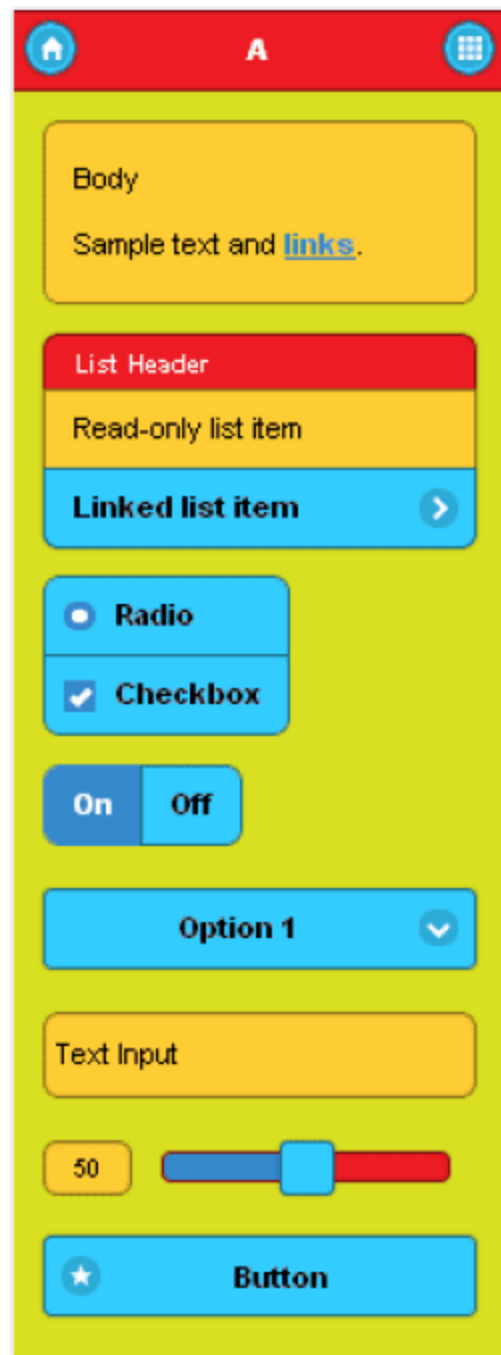 A
Body
Sample text and links.
List Header
Read-only list item
Linked list item
Radio
Checkbox
On Off
Option 1
Text Input
50
Button